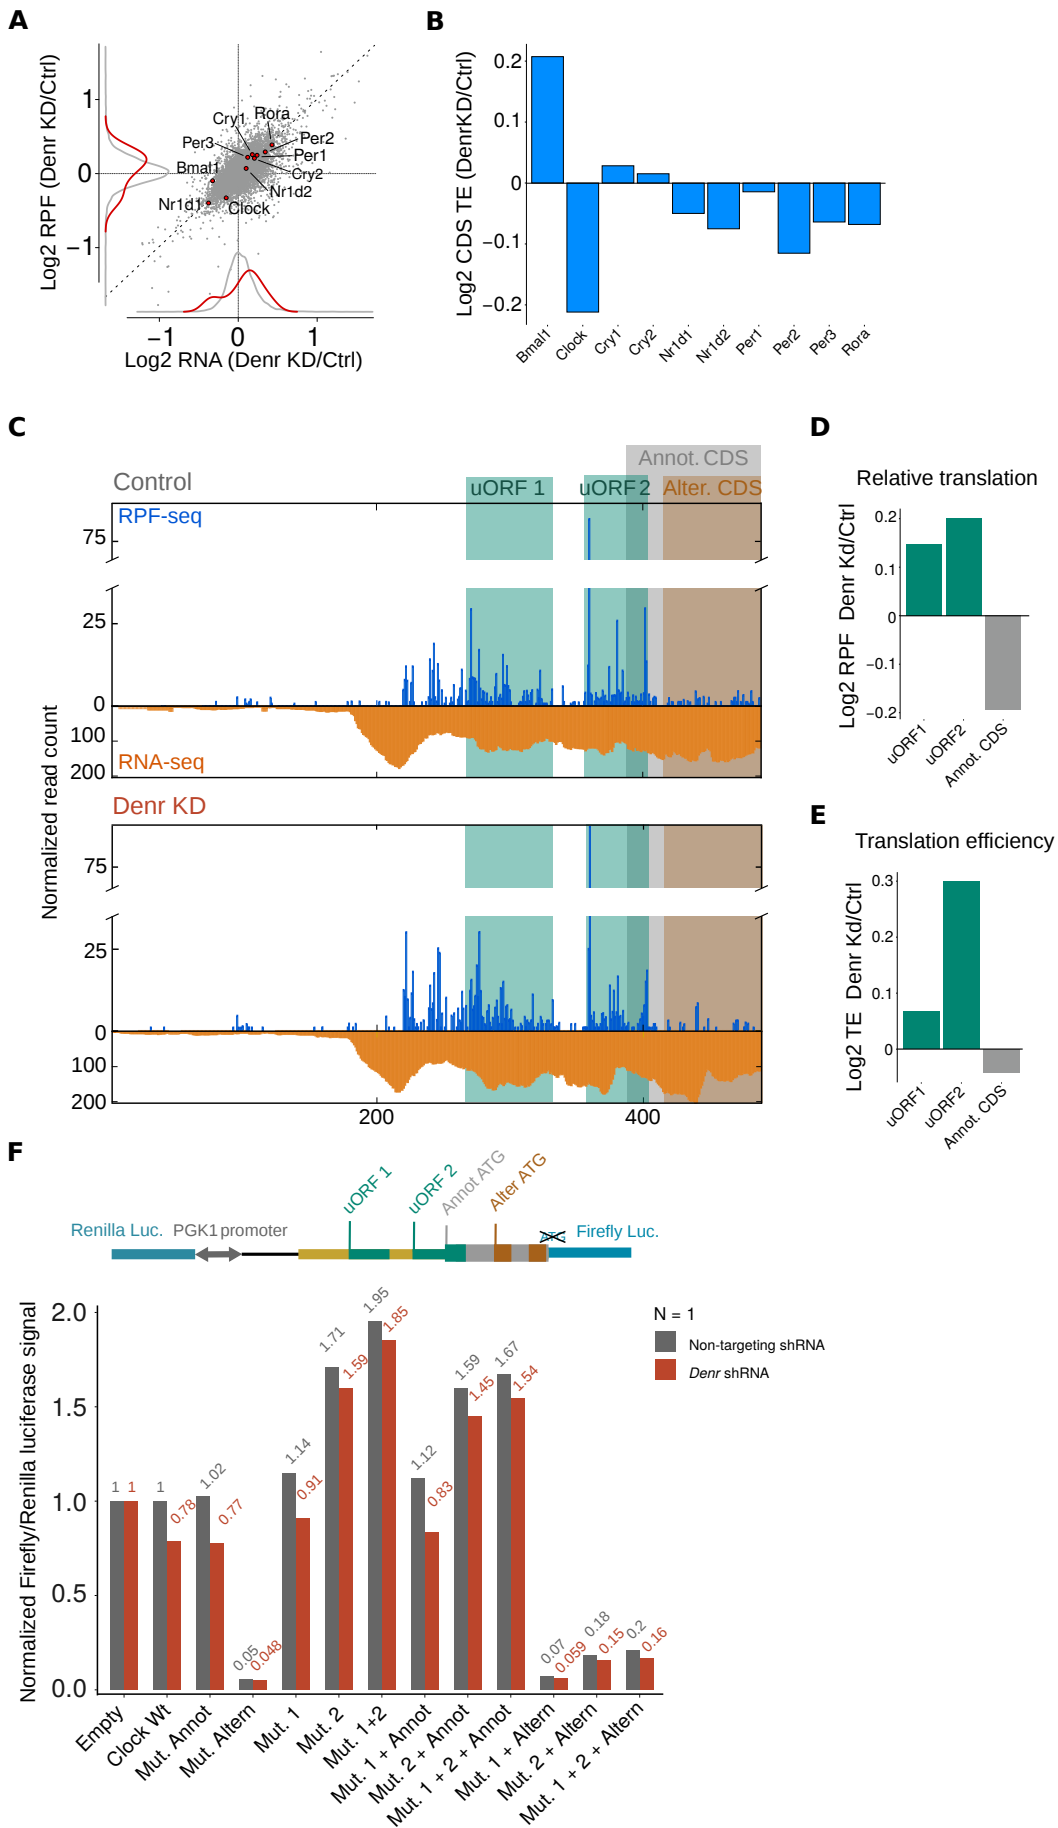 A
Log2 RPF (Denr KD/Ctrl)
1
0
−1
Cry1
Rora
Per3
Per2
Per1
Bmal1
Cry2
Nr1d2
Nr1d1
Clock
−1
0
1
Log2 RNA (Denr KD/Ctrl)
B
Log2 CDS TE (DenrKD/Ctrl)
0.2
0.1
0
−0.1
−0.2
Bmal1
Clock
Cry1
Cry2
Nr1d1
Nr1d2
Per1
Per2
Per3
Rora
C
Normalized read count
Control
Annot. CDS
uORF 1
uORF 2
Alter. CDS
RPF-seq
75
25
0
100
200
RNA-seq
Denr KD
75
25
0
100
200
200
400
D
Relative translation
Log2 RPF Denr Kd/Ctrl
0.2
0.1
0
−0.1
−0.2
uORF1
uORF2
Annot. CDS
E
Translation efficiency
Log2 TE Denr Kd/Ctrl
0.3
0.2
0.1
0
uORF1
uORF2
Annot. CDS
F
uORF 1
uORF 2
Annot ATG
Alter ATG
Renilla Luc.
PGK1 promoter
ATG
Firefly Luc.
Normalized Firefly/Renilla luciferase signal
2.0
1.5
1.0
0.5
0.0
1
1
1
0.78
1.02
0.77
0.05
0.048
1.14
0.91
1.71
1.59
1.95
1.85
1.12
0.83
1.59
1.45
1.67
1.54
0.07
0.059
0.18
0.15
0.2
0.16
N = 1
Non-targeting shRNA
Denr shRNA
Empty
Clock Wt
Mut. Annot
Mut. Altern
Mut. 1
Mut. 2
Mut. 1+2
Mut. 1 + Annot
Mut. 2 + Annot
Mut. 1 + 2 + Annot
Mut. 1 + Altern
Mut. 2 + Altern
Mut. 1 + 2 + Altern